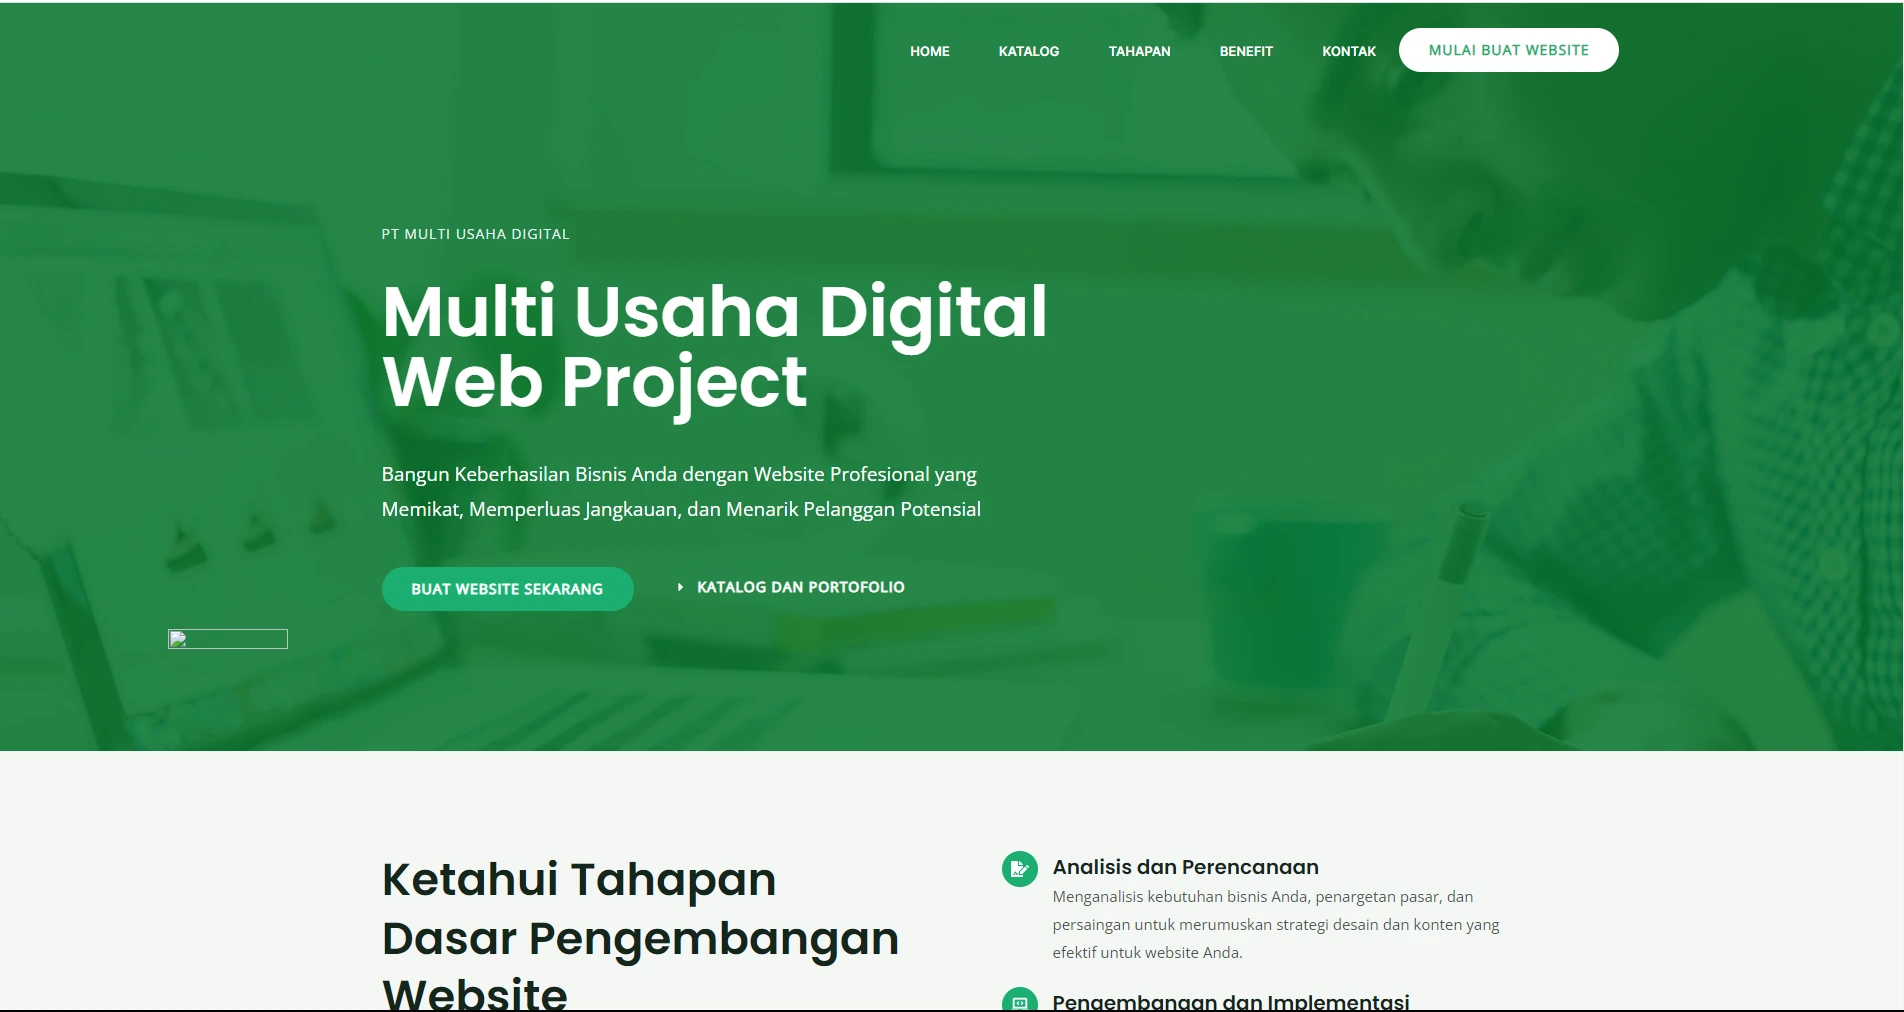 HOME
KATALOG
TAHAPAN
BENEFIT
KONTAK
MULAI BUAT WEBSITE
PT MULTI USAHA DIGITAL
Multi Usaha Digital
Web Project
Bangun Keberhasilan Bisnis Anda dengan Website Profesional yang
Memikat, Memperluas Jangkauan, dan Menarik Pelanggan Potensial
BUAT WEBSITE SEKARANG
KATALOG DAN PORTOFOLIO
Ketahui Tahapan
Dasar Pengembangan
Website
Analisis dan Perencanaan
Menganalisis kebutuhan bisnis Anda, penargetan pasar, dan
persaingan untuk merumuskan strategi desain dan konten yang
efektif untuk website Anda.
Pengembangan dan Implementasi